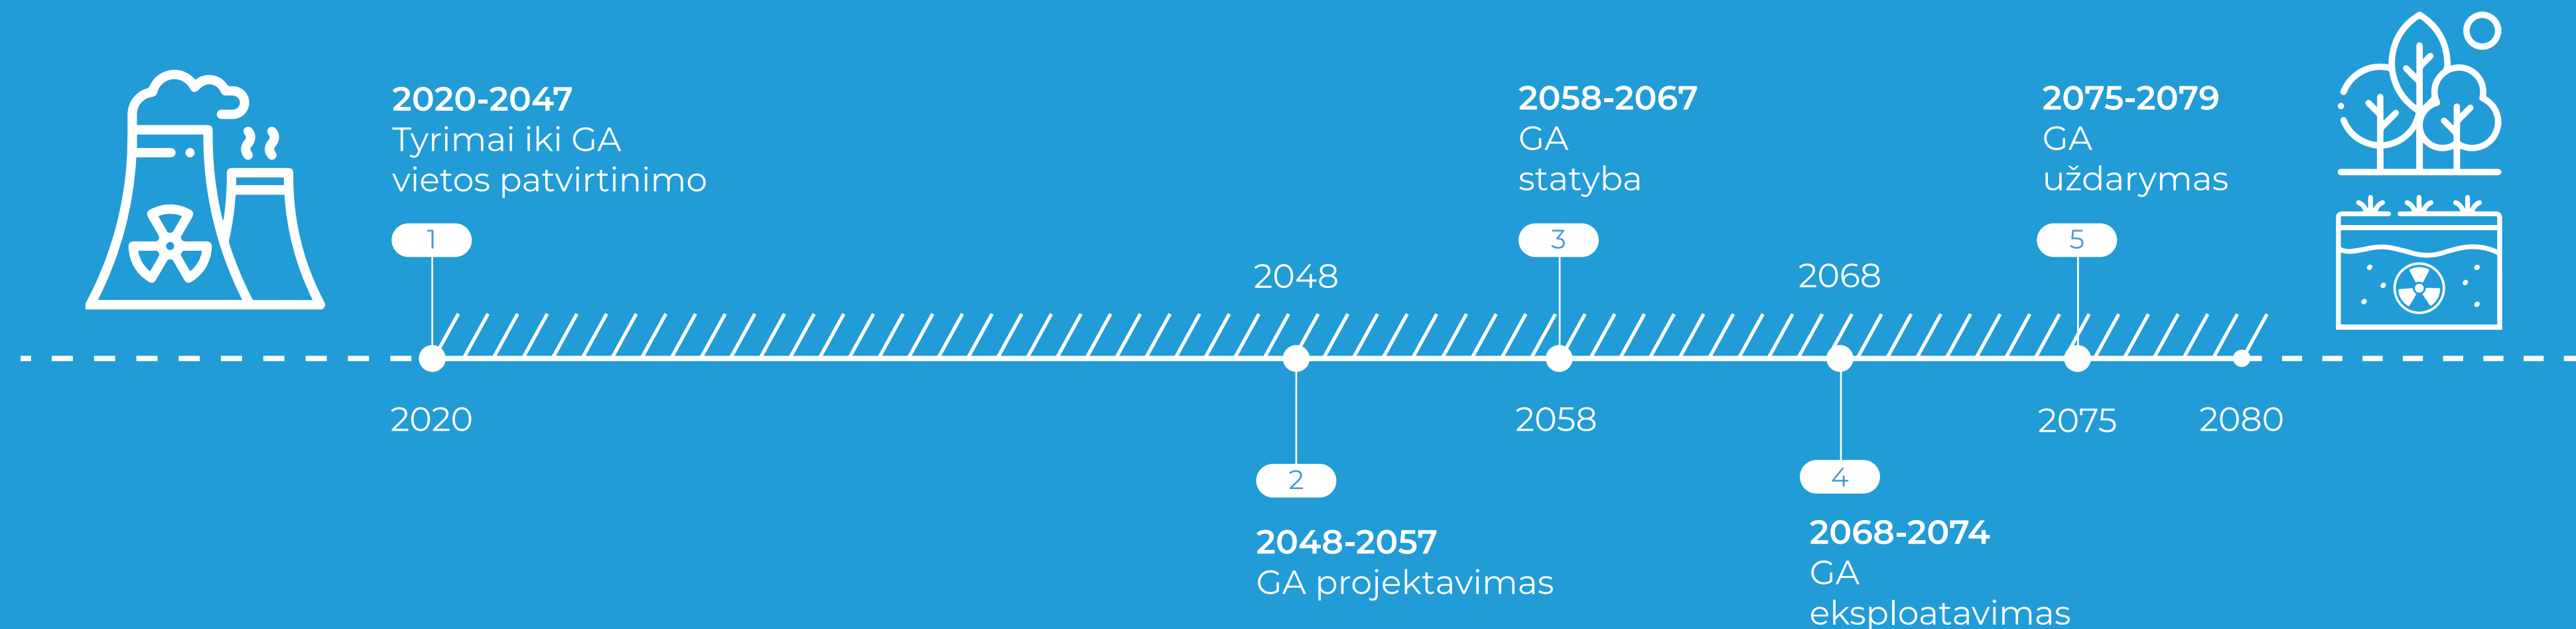 2020-2047
Tyrimai iki GA
vietos patvirtinimo
1
2058-2067
GA
statyba
3
2075-2079
GA
uždarymas
5
2048
2068
2020
2058
2075
2080
2
2048-2057
GA projektavimas
4
2068-2074
GA
eksploatavimas